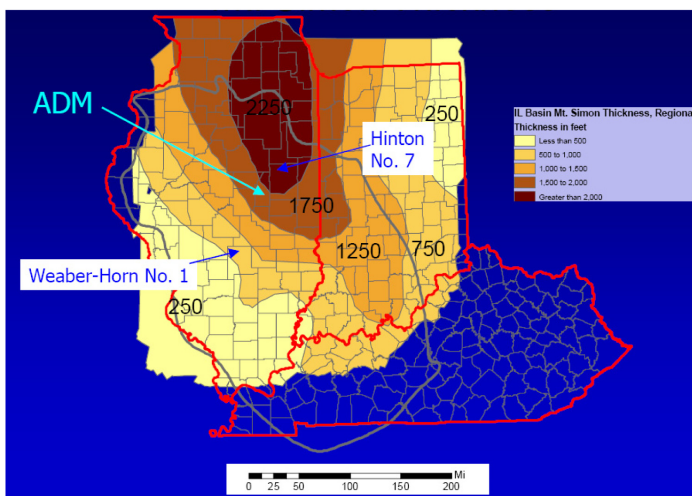 ADM
2250
Hinton
No. 7
250
IL Basin Mt. Simon Thickness, Regiona
Thickness in feet
Less than 500
500 to 1,000
1,000 to 1,500
1,500 to 2,000
Greater than 2,000
1750
1250
750
Weaber-Horn No. 1
250
Mi
0 25 50 100 150 200